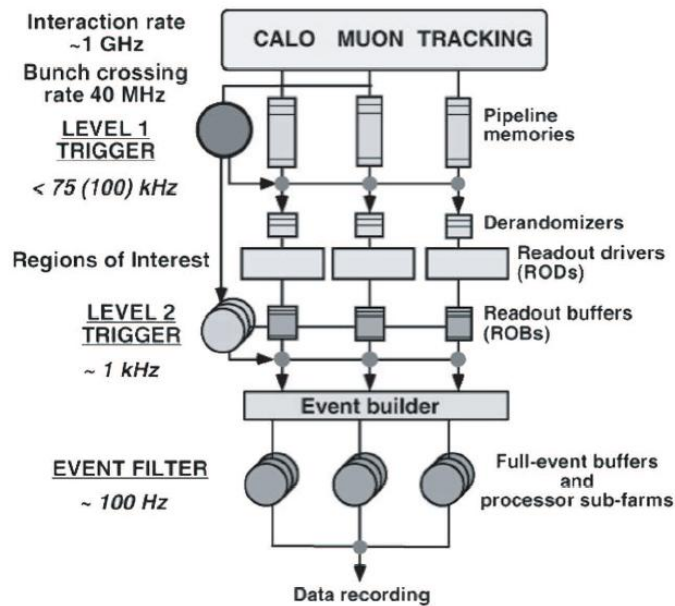 Interaction rate
~1 GHz
CALO MUON TRACKING
Bunch crossing
rate 40 MHz
LEVEL 1
TRIGGER
< 75 (100) kHz
Pipeline
memories
Derandomizers
Regions of Interest
Readout drivers
(RODs)
LEVEL 2
TRIGGER
~ 1 kHz
Readout buffers
(ROBs)
Event builder
EVENT FILTER
~ 100 Hz
Full-event buffers
and
processor sub-farms
Data recording